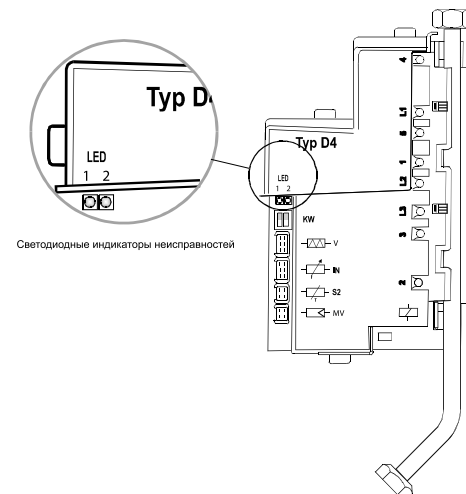 Typ D4
LED
1 2
Светодиодные индикаторы неисправностей
Typ D4
LED
1 2
KW
V
IN
S2
MV
4
L1
5
1
L2
L3
3
2